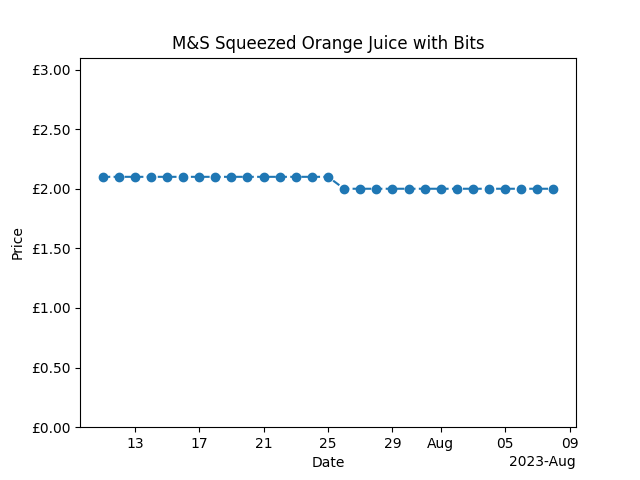 M&S Squeezed Orange Juice with Bits
£3.00
£2.50
£2.00
£1.50
£1.00
£0.50
£0.00
Price
13 17 21 25 29 Aug 05 09
Date
2023-Aug